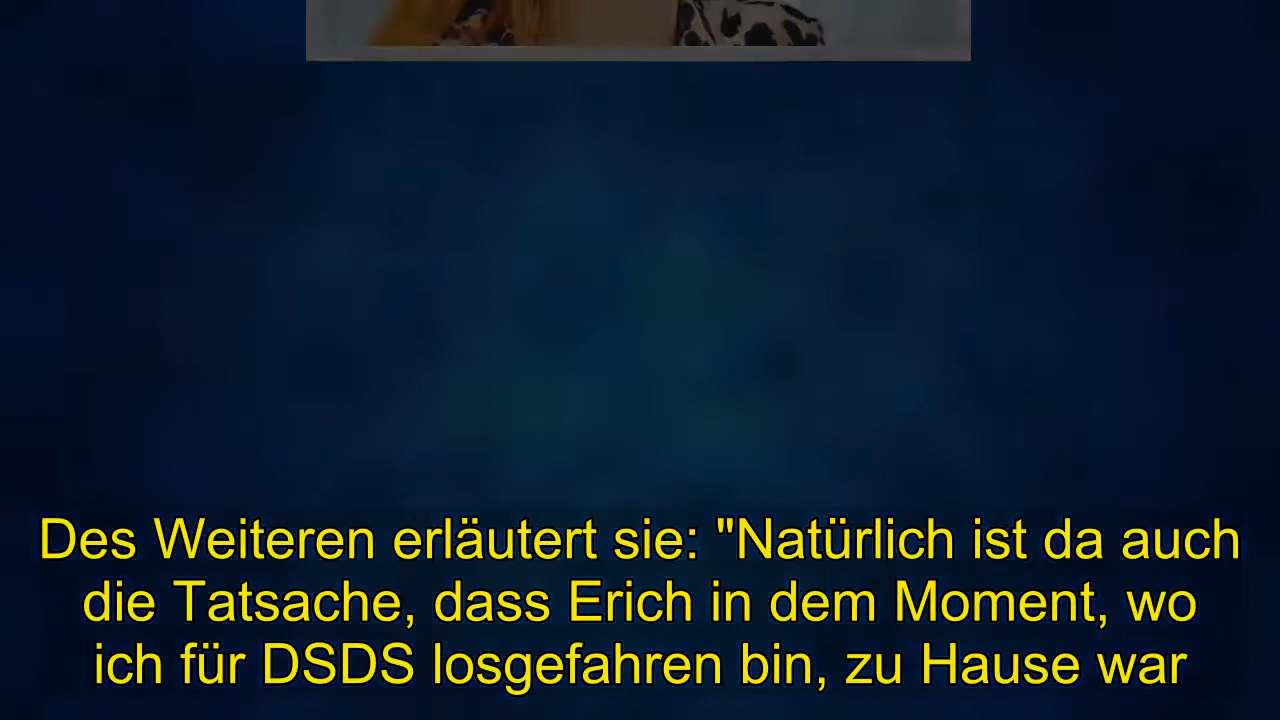 Des Weiteren erläutert sie: "Natürlich ist da auch
die Tatsache, dass Erich in dem Moment, wo
ich für DSDS losgefahren bin, zu Hause war